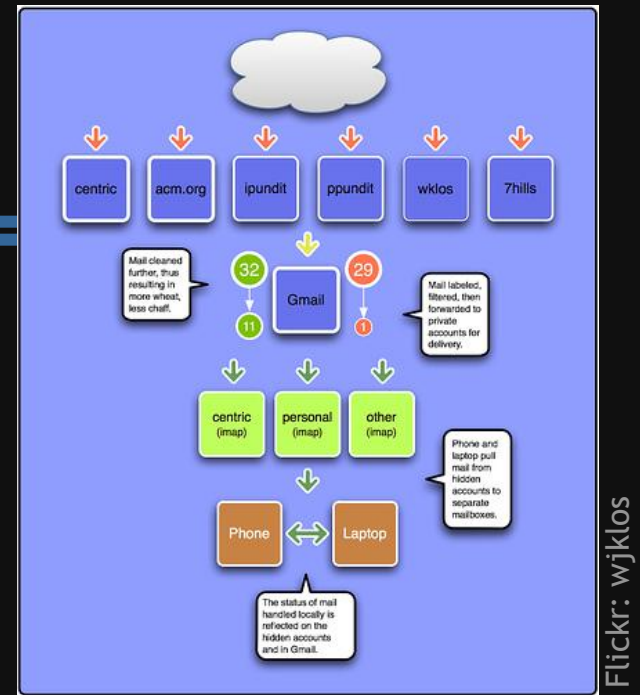 centric
acm.org
ipundit
ppundit
wklos
7hills
Mail cleaned
further, thus
resulting in
more wheat,
less chaff.
32
11
Gmail
29
1
Mail labeled,
filtered, then
forwarded to
private
accounts for
delivery.
centric
(imap)
personal
(imap)
other
(imap)
Phone and
laptop pull
mail from
hidden
accounts to
separate
mailboxes.
Phone
Laptop
The status of mail
handled locally is
reflected on the
hidden accounts
and in Gmail.
Flickr: wjklos